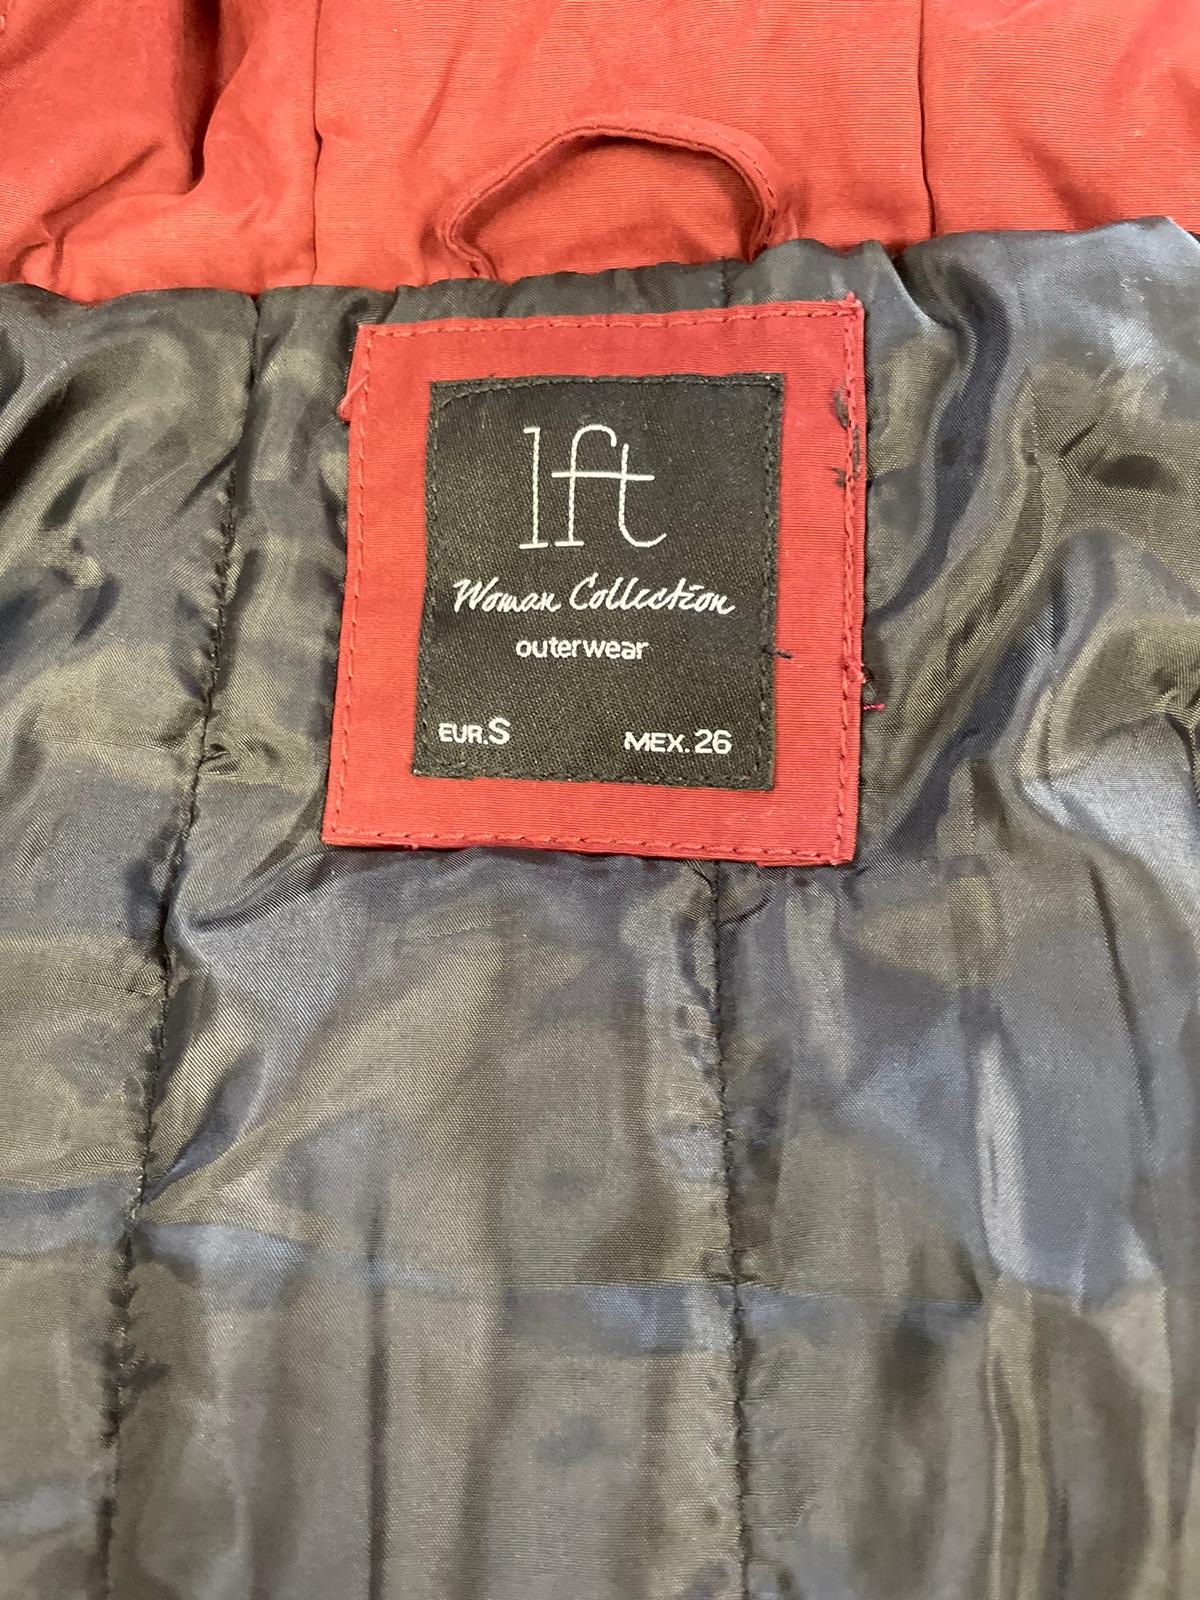 lft
Woman Collection
outerwear
EUR.S MEX.26